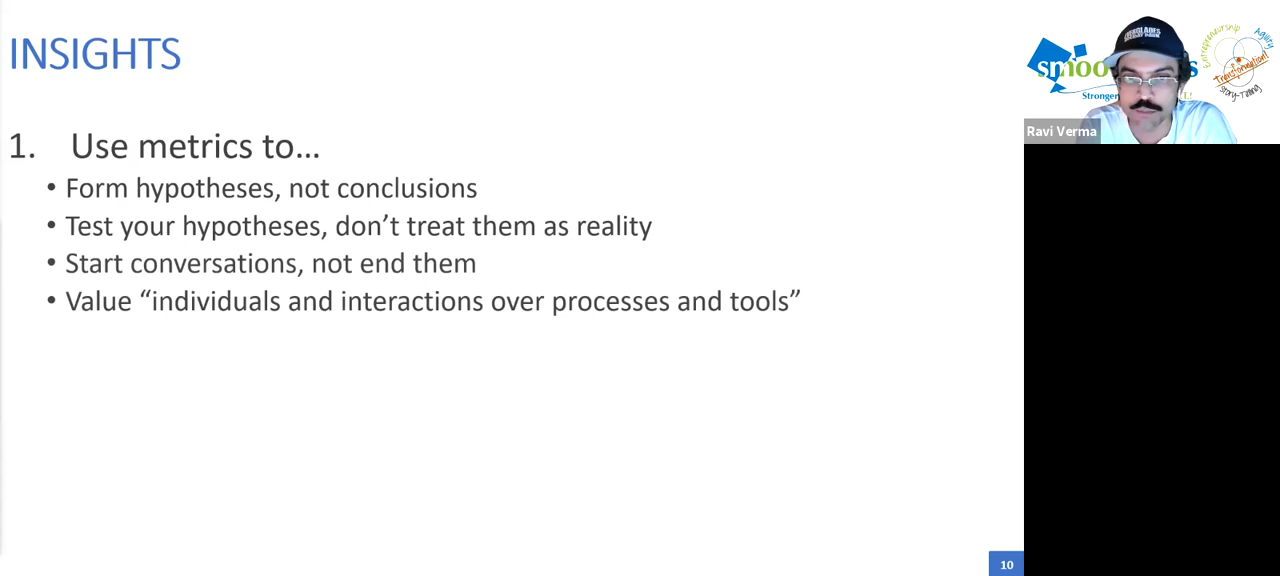 INSIGHTS
1. Use metrics to…
• Form hypotheses, not conclusions
• Test your hypotheses, don’t treat them as reality
• Start conversations, not end them
• Value “individuals and interactions over processes and tools”
10
Stronger
Entrepreneurship
Agility
Transformation!
Story-Telling
EVERGLADES
Ravi Verma